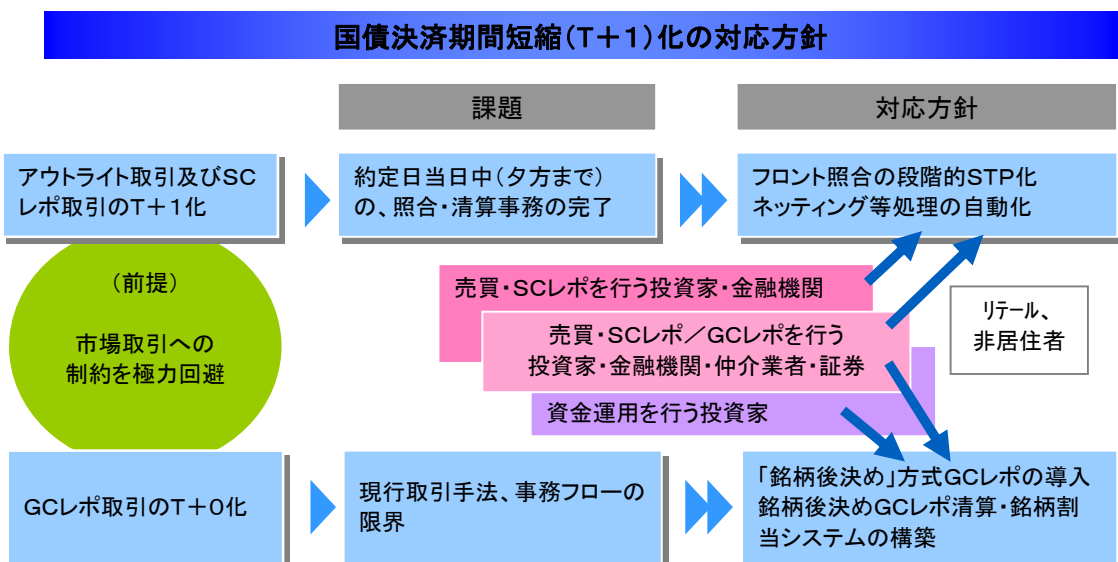 国債決済期間短縮(T+1)化の対応方針
課題
対応方針
アウトライト取引及びSC
レポ取引のT+1化
約定日当日中(夕方まで)
の、照合・清算事務の完了
フロント照合の段階的STP化
ネッティング等処理の自動化
(前提)
市場取引への
制約を極力回避
売買・SCレポを行う投資家・金融機関
売買・SCレポ/GCレポを行う
投資家・金融機関・仲介業者・証券
資金運用を行う投資家
リテール、
非居住者
GCレポ取引のT+0化
現行取引手法、事務フローの
限界
「銘柄後決め」方式GCレポの導入
銘柄後決めGCレポ清算・銘柄割
当システムの構築